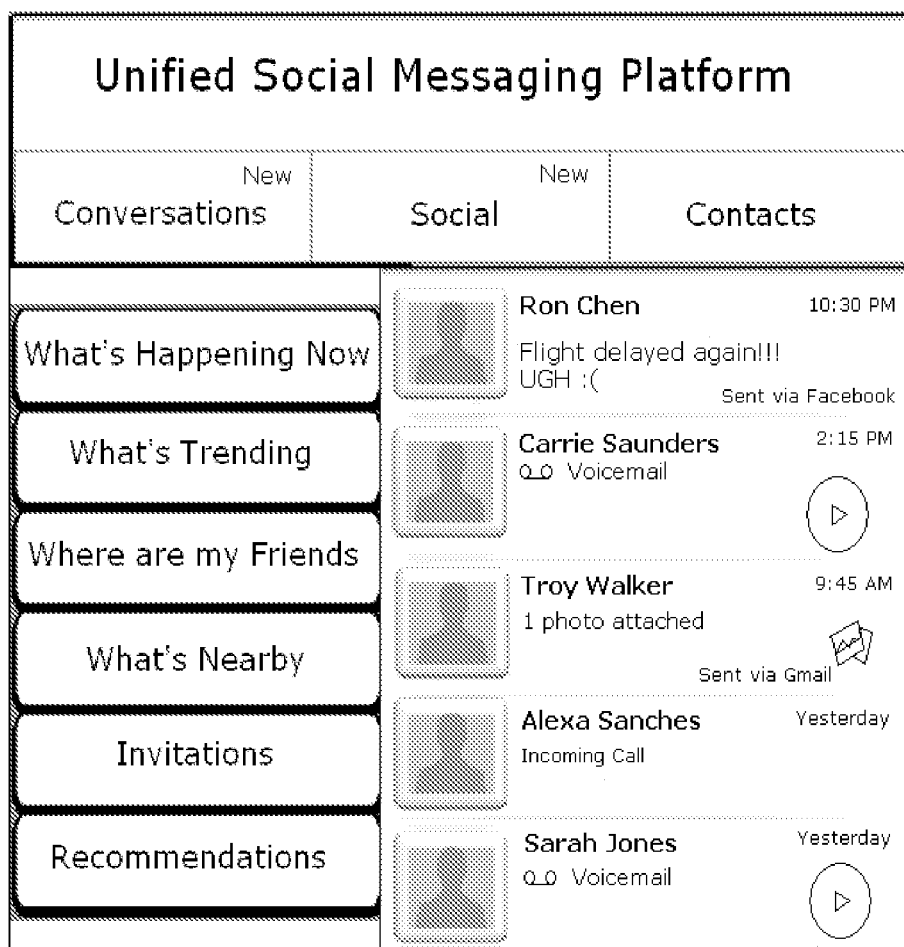 Unified Social Messaging Platform
New
Conversations
New
Social
Contacts
What's Happening Now
What's Trending
Where are my Friends
What's Nearby
Invitations
Recommendations
Ron Chen
10:30 PM
Flight delayed again!!!
UGH :(
Sent via Facebook
Carrie Saunders
2:15 PM
Voicemail
Troy Walker
9:45 AM
1 photo attached
Sent via Gmail
Alexa Sanches
Yesterday
Incoming Call
Sarah Jones
Yesterday
Voicemail